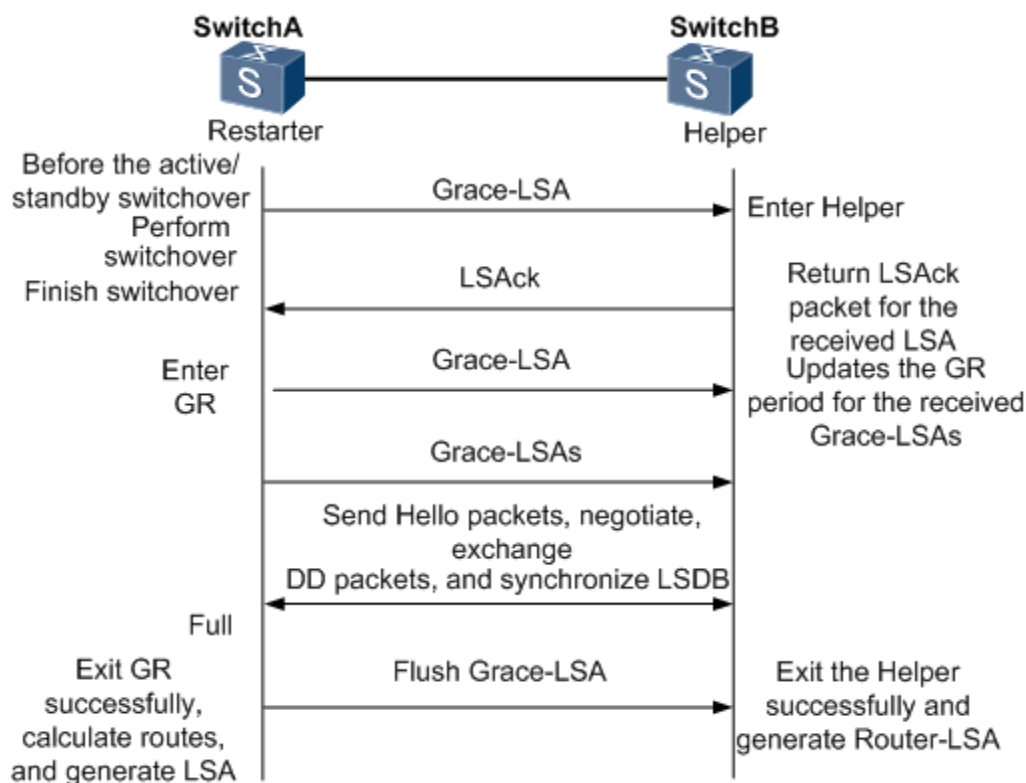 SwitchA
SwitchB
S
S
Restarter
Helper
Before the active/
standby switchover
Grace-LSA
Enter Helper
Perform
switchover
Finish switchover
LSAck
Return LSAck
packet for the
received LSA
Enter
GR
Grace-LSA
Updates the GR
period for the received
Grace-LSAs
Grace-LSAs
Send Hello packets, negotiate,
exchange
DD packets, and synchronize LSDB
Full
Exit GR
successfully,
calculate routes,
and generate LSA
Flush Grace-LSA
Exit the Helper
successfully and
generate Router-LSA